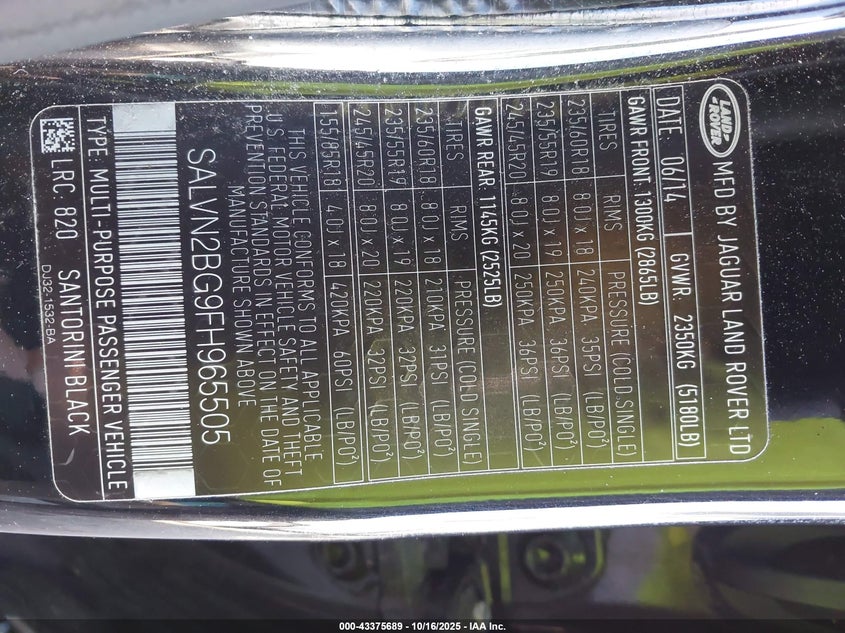 LAND ROVER
MFD BY JAGUAR LAND ROVER LTD
DATE: 06/14 GVWR: 2350KG (5180LB)
GAWR FRONT: 1300KG (2865LB)
TIRES RIMS PRESSURE (COLD SINGLE)
235/60R18 8.0J x 18 240KPA 35PSI (LB/PO²)
235/55R19 8.0J x 19 250KPA 36PSI (LB/PO²)
245/45R20 8.0J x 20 250KPA 36PSI (LB/PO²)
GAWR REAR: 1145KG (2525LB)
TIRES RIMS PRESSURE (COLD SINGLE)
235/60R18 8.0J x 18 210KPA 31PSI (LB/PO²)
235/55R19 8.0J x 19 220KPA 32PSI (LB/PO²)
245/45R20 8.0J x 20 220KPA 32PSI (LB/PO²)
155/85R18 4.0J x 18 420KPA 60PSI (LB/PO²)
THIS VEHICLE CONFORMS TO ALL APPLICABLE
U.S. FEDERAL MOTOR VEHICLE SAFETY AND THEFT
PREVENTION STANDARDS IN EFFECT ON THE DATE OF
MANUFACTURE SHOWN ABOVE
SALVN2BG9FH965505
TYPE: MULTI-PURPOSE PASSENGER VEHICLE
LRC: 820 SANTORIN BLACK
DJ32-1532-BA
000-43375689 - 10/16/2025 - IAA Inc.